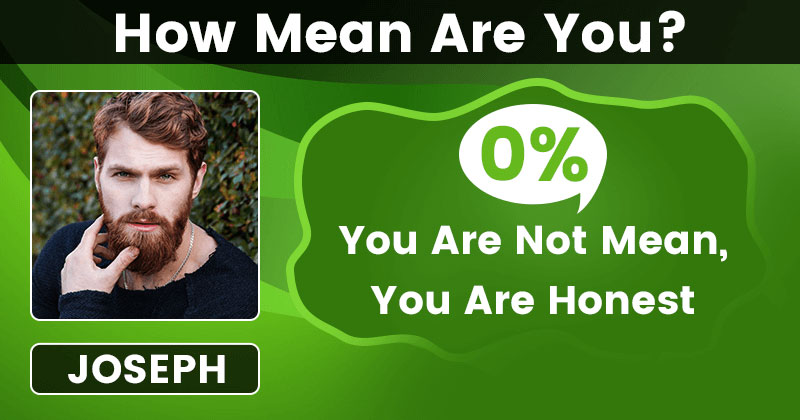 How Mean Are You?
0%
You Are Not Mean,
You Are Honest
JOSEPH